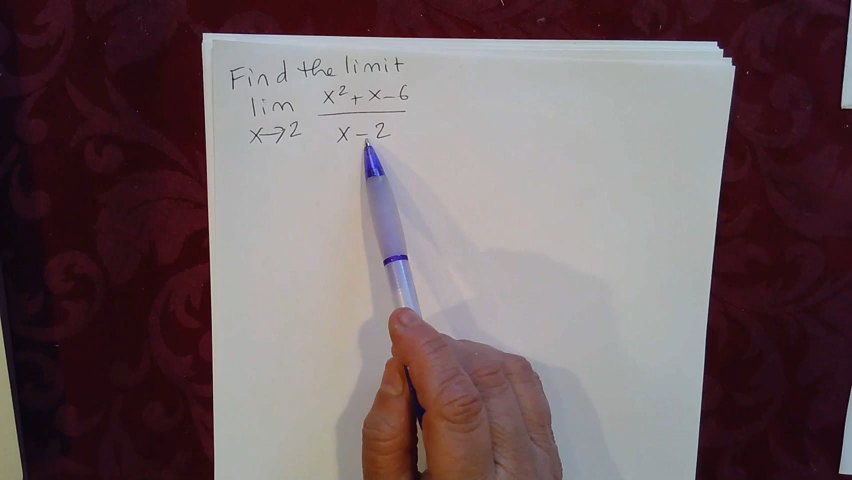 Find the limit
lim x→2 x²+x-6 / x-2